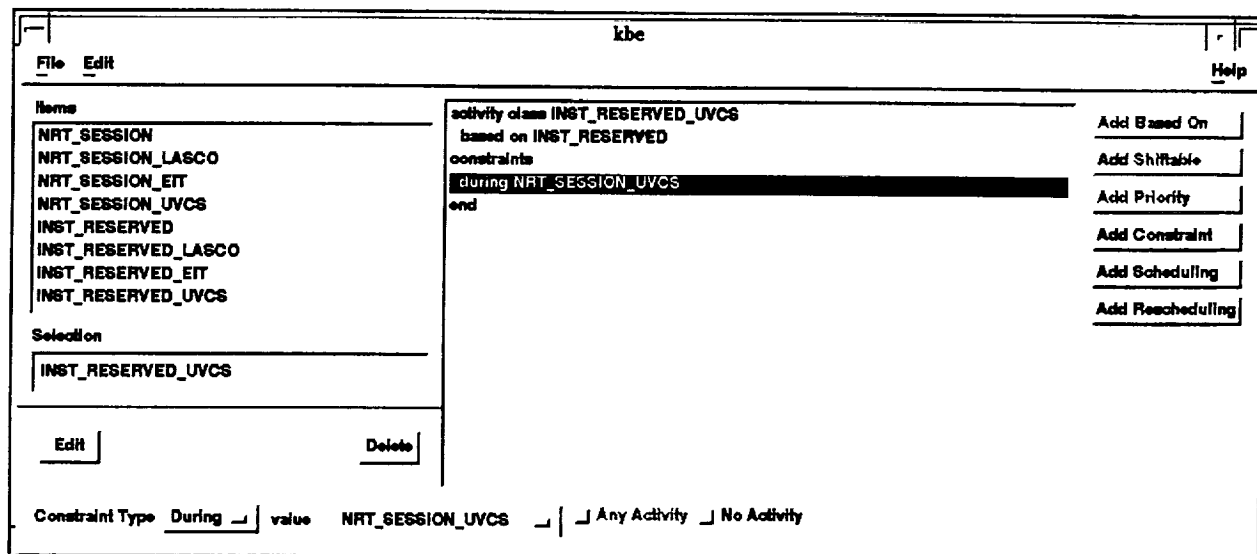 kbe
File Edit
Help
Items
NRT_SESSION
NRT_SESSION_LASCO
NRT_SESSION_EIT
NRT_SESSION_UVCS
INST_RESERVED
INST_RESERVED_LASCO
INST_RESERVED_EIT
INST_RESERVED_UVCS
Selection
INST_RESERVED_UVCS
Edit
Delete
activity class INST_RESERVED_UVCS
based on INST_RESERVED
constraints
during NRT_SESSION_UVCS
end
Add Based On
Add Shiftable
Add Priority
Add Constraint
Add Scheduling
Add Rescheduling
Constraint Type During value NRT_SESSION_UVCS Any Activity No Activity